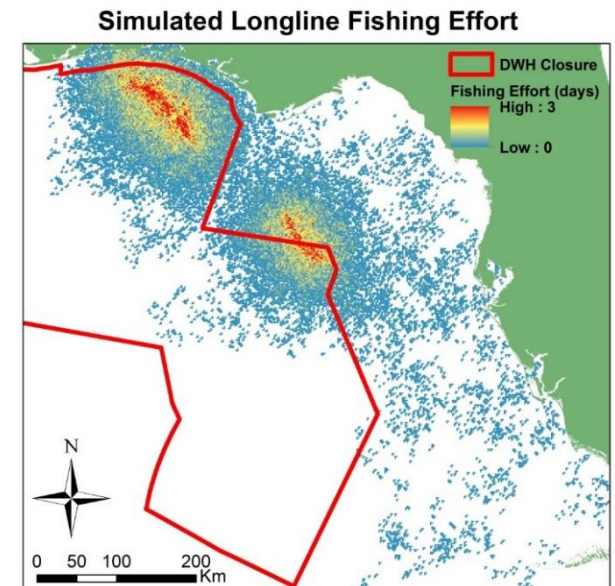 Simulated Longline Fishing Effort
DWH Closure
Fishing Effort (days)
High : 3
Low : 0
N
0 50 100 200
Km